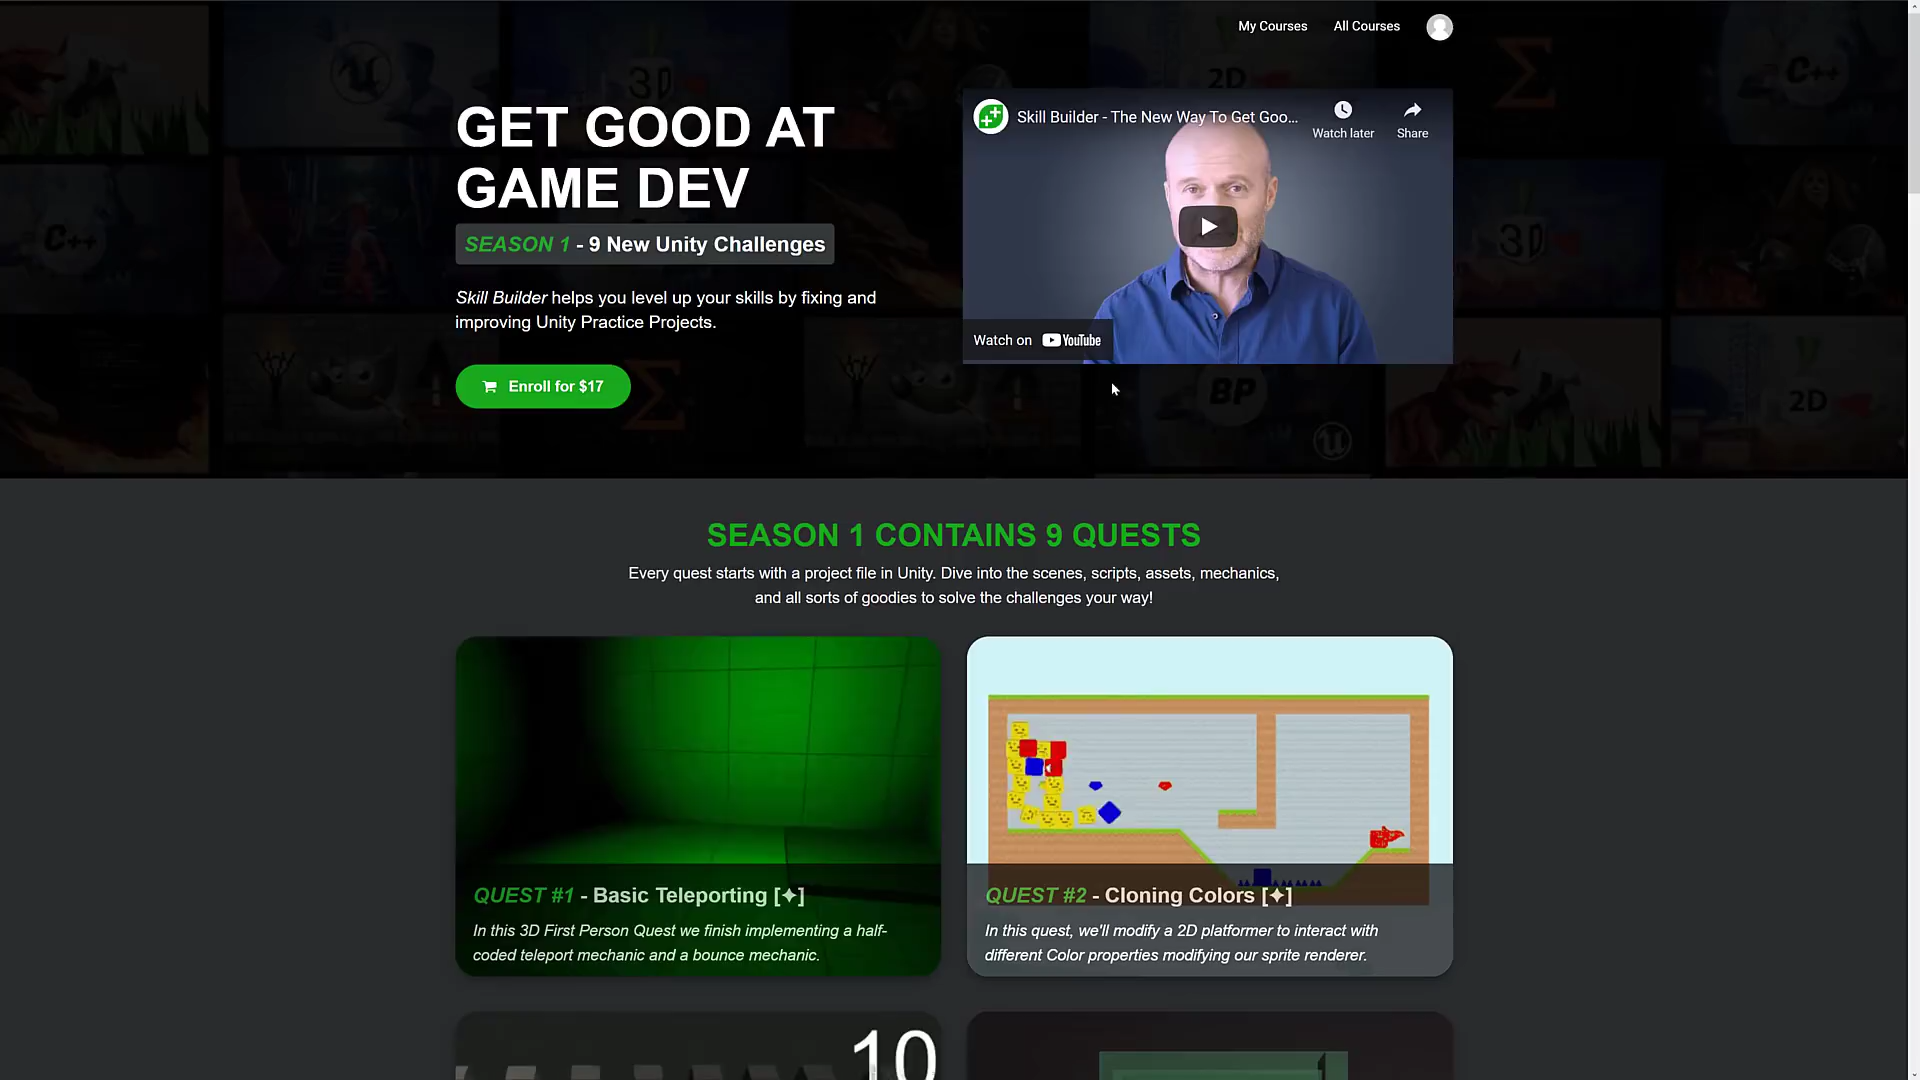 My Courses
All Courses
3D
2D
C++
GET GOOD AT
GAME DEV
Skill Builder - The New Way To Get Goo...
Watch later
Share
C++
3D
SEASON 1 - 9 New Unity Challenges
Skill Builder helps you level up your skills by fixing and
improving Unity Practice Projects.
Watch on YouTube
Enroll for $17
BP
2D
SEASON 1 CONTAINS 9 QUESTS
Every quest starts with a project file in Unity. Dive into the scenes, scripts, assets, mechanics,
and all sorts of goodies to solve the challenges your way!
QUEST #1 - Basic Teleporting [✦]
In this 3D First Person Quest we finish implementing a half-
coded teleport mechanic and a bounce mechanic.
QUEST #2 - Cloning Colors [✦]
In this quest, we'll modify a 2D platformer to interact with
different Color properties modifying our sprite renderer.
10